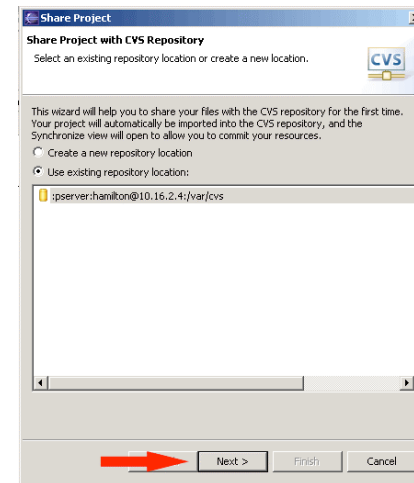 Share Project
Share Project with CVS Repository
Select an existing repository location or create a new location.
CVS
This wizard will help you to share your files with the CVS repository for the first time.
Your project will automatically be imported into the CVS repository, and the
Synchronize view will open to allow you to commit your resources.
Create a new repository location
Use existing repository location:
:pserver:hamilton@10.16.2.4:/var/cvs
Next > Finish Cancel